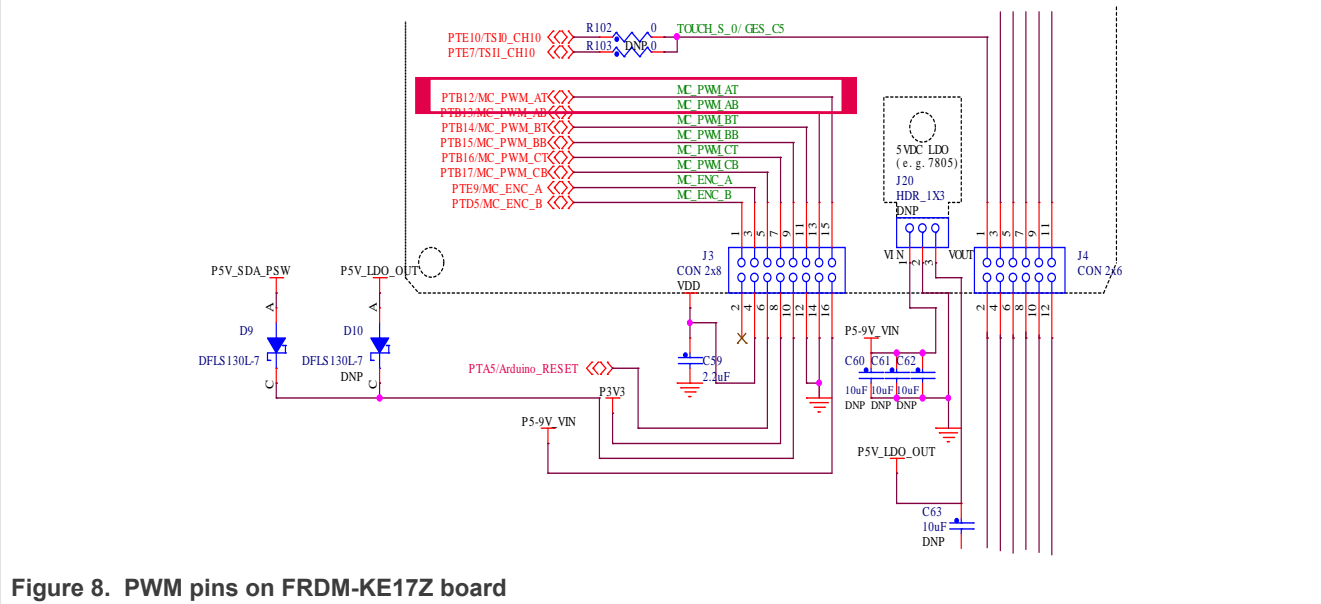 PTE10/TSI0_CH10
R102
0
TOUCH_S_0/ GES_C5
PTE7/TSI1_CH10
R103
DNP
0
PTB12/MC_PWM_AT
MC_PWM_AT
PTB13/MC_PWM_AB
MC_PWM_AB
PTB14/MC_PWM_BT
MC_PWM_BT
PTB15/MC_PWM_BB
MC_PWM_BB
PTB16/MC_PWM_CT
MC_PWM_CT
PTB17/MC_PWM_CB
MC_PWM_CB
PTE9/MC_ENC_A
MC_ENC_A
PTD5/MC_ENC_B
MC_ENC_B
5VDC LDO
(e. g. 7805)
J20
HDR_1X3
DNP
1 3 5 7 9 11 13 15
1 3 5 7 9 11
VIN
VOUT
1 2 3
J3
CON 2x8
J4
CON 2x6
VDD
2 4 6 8 10 12 14 16
2 4 6 8 10 12
P5V_SDA_PSW
P5V_LDO_OUT
A
A
D9
D10
DFLS130L-7
DFLS130L-7
DNP
C
C
C59
2.2uF
PTA5/Arduino_RESET
P3V3
P5-9V_VIN
P5-9V_VIN
C60 C61 C62
10uF 10uF 10uF
DNP DNP DNP
P5V_LDO_OUT
C63
10uF
DNP
Figure 8. PWM pins on FRDM-KE17Z board